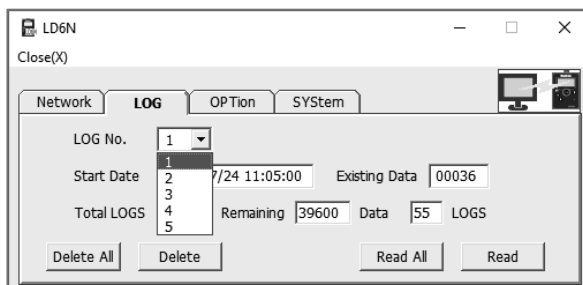 LD6N
Close(X)
Network LOG OPTion SYStem
LOG No. 1
1
2
3
4
5
Start Date 7/24 11:05:00 Existing Data 00036
Total LOGS Remaining 39600 Data 55 LOGS
Delete All Delete Read All Read